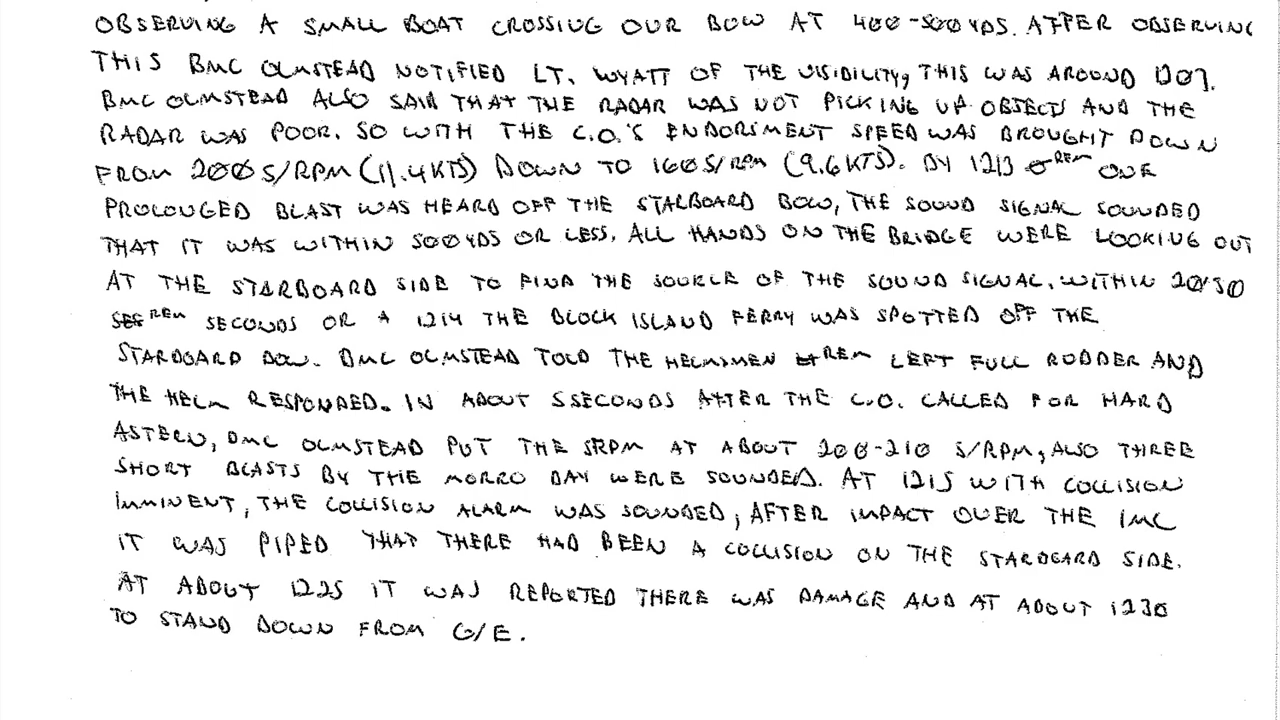 OBSERVING A SMALL BOAT CROSSING OUR BOW AT 400-500YDS. AFTER OBSERVING
THIS BMC OLMSTEAD NOTIFIED LT. WYATT OF THE VISIBILITY, THIS WAS AROUND 1207.
BMC OLMSTEAD ALSO SAID THAT THE RADAR WAS NOT PICKING UP OBJECTS AND THE
RADAR WAS POOR. SO WITH THE C.O.'S ENDORSMENT SPEED WAS BROUGHT DOWN
FROM 200 S/RPM (11.4KTS) DOWN TO 160 S/RPM (9.6KTS). BY 1213 REM ONE
PROLONGED BLAST WAS HEARD OFF THE STARBOARD BOW, THE SOUND SIGNAL SOUNDED
THAT IT WAS WITHIN 500YDS OR LESS. ALL HANDS ON THE BRIDGE WERE LOOKING OUT
AT THE STARBOARD SIDE TO FIND THE SOURCE OF THE SOUND SIGNAL. WITHIN 20-30
REM SECONDS OR A 1214 THE BLOCK ISLAND FERRY WAS SPOTTED OFF THE
STARBOARD BOW. BMC OLMSTEAD TOLD THE HELMSMEN REM LEFT FULL RUDDER AND
THE HELM RESPONDED. IN ABOUT 5 SECONDS AFTER THE C.O. CALLED FOR HARD
ASTERN, BMC OLMSTEAD PUT THE SRPM AT ABOUT 200-210 S/RPM, ALSO THREE
SHORT BLASTS BY THE MORRO BAY WERE SOUNDED. AT 1215 WITH COLLISION
IMMINENT, THE COLLISION ALARM WAS SOUNDED, AFTER IMPACT OVER THE 1MC
IT WAS PIPED THAT THERE HAD BEEN A COLLISION ON THE STARBOARD SIDE.
AT ABOUT 1225 IT WAS REPORTED THERE WAS DAMAGE AND AT ABOUT 1230
TO STAND DOWN FROM G/E.